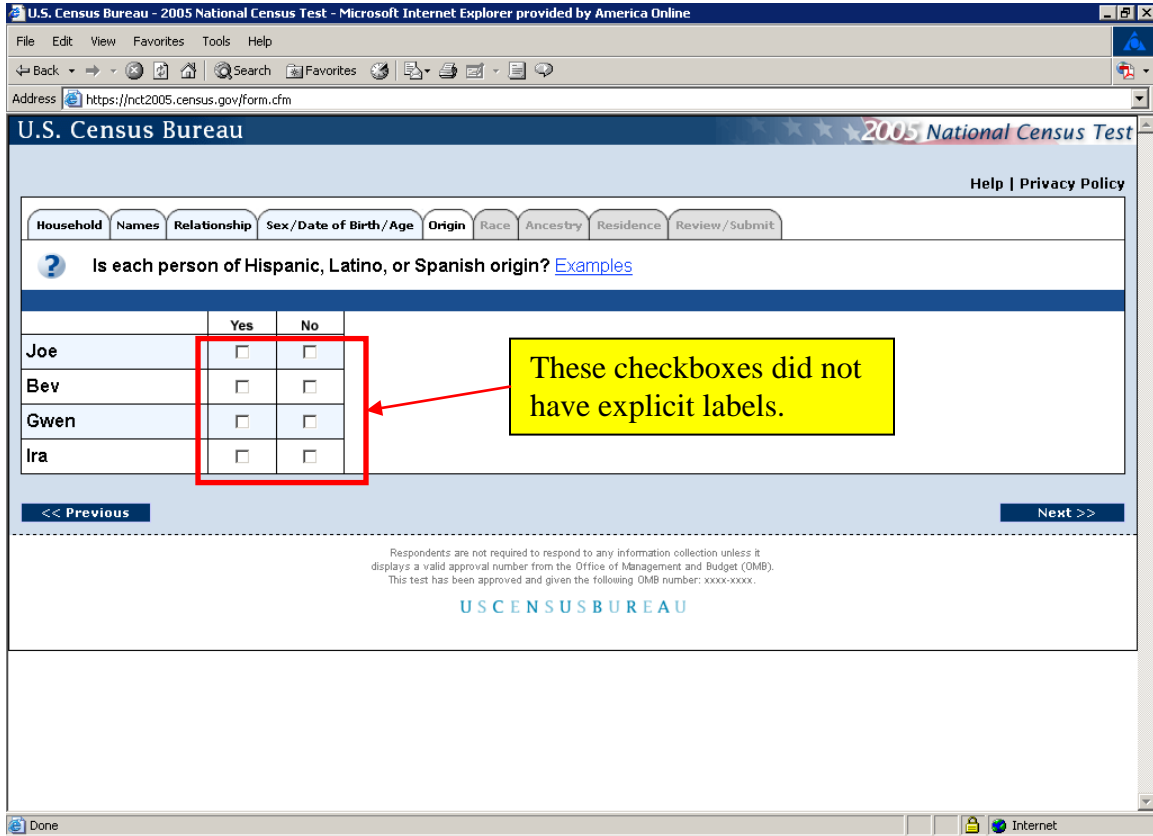 U.S. Census Bureau - 2005 National Census Test - Microsoft Internet Explorer provided by America Online
File Edit View Favorites Tools Help
Back Search Favorites
Address https://nct2005.census.gov/form.cfm
U.S. Census Bureau 2005 National Census Test
Help | Privacy Policy
Household Names Relationship Sex/Date of Birth/Age Origin Race Ancestry Residence Review/Submit
? Is each person of Hispanic, Latino, or Spanish origin? Examples
Yes No
Joe
Bev
Gwen
Ira
These checkboxes did not
have explicit labels.
<< Previous Next >>
Respondents are not required to respond to any information collection unless it
displays a valid approval number from the Office of Management and Budget (OMB).
This test has been approved and given the following OMB number: xxxx-xxxx.
USCENSUSBUREAU
Done Internet